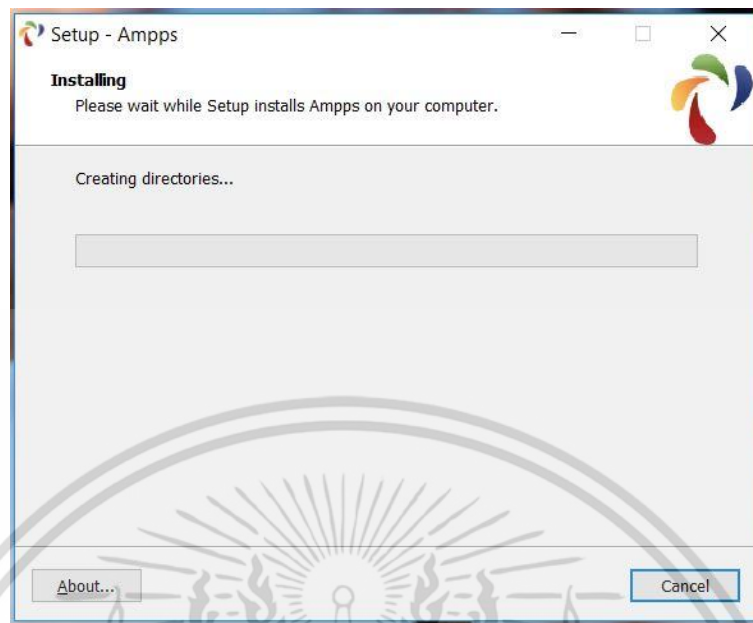 Setup - Ampps
Installing
Please wait while Setup installs Ampps on your computer.
Creating directories...
About...
Cancel